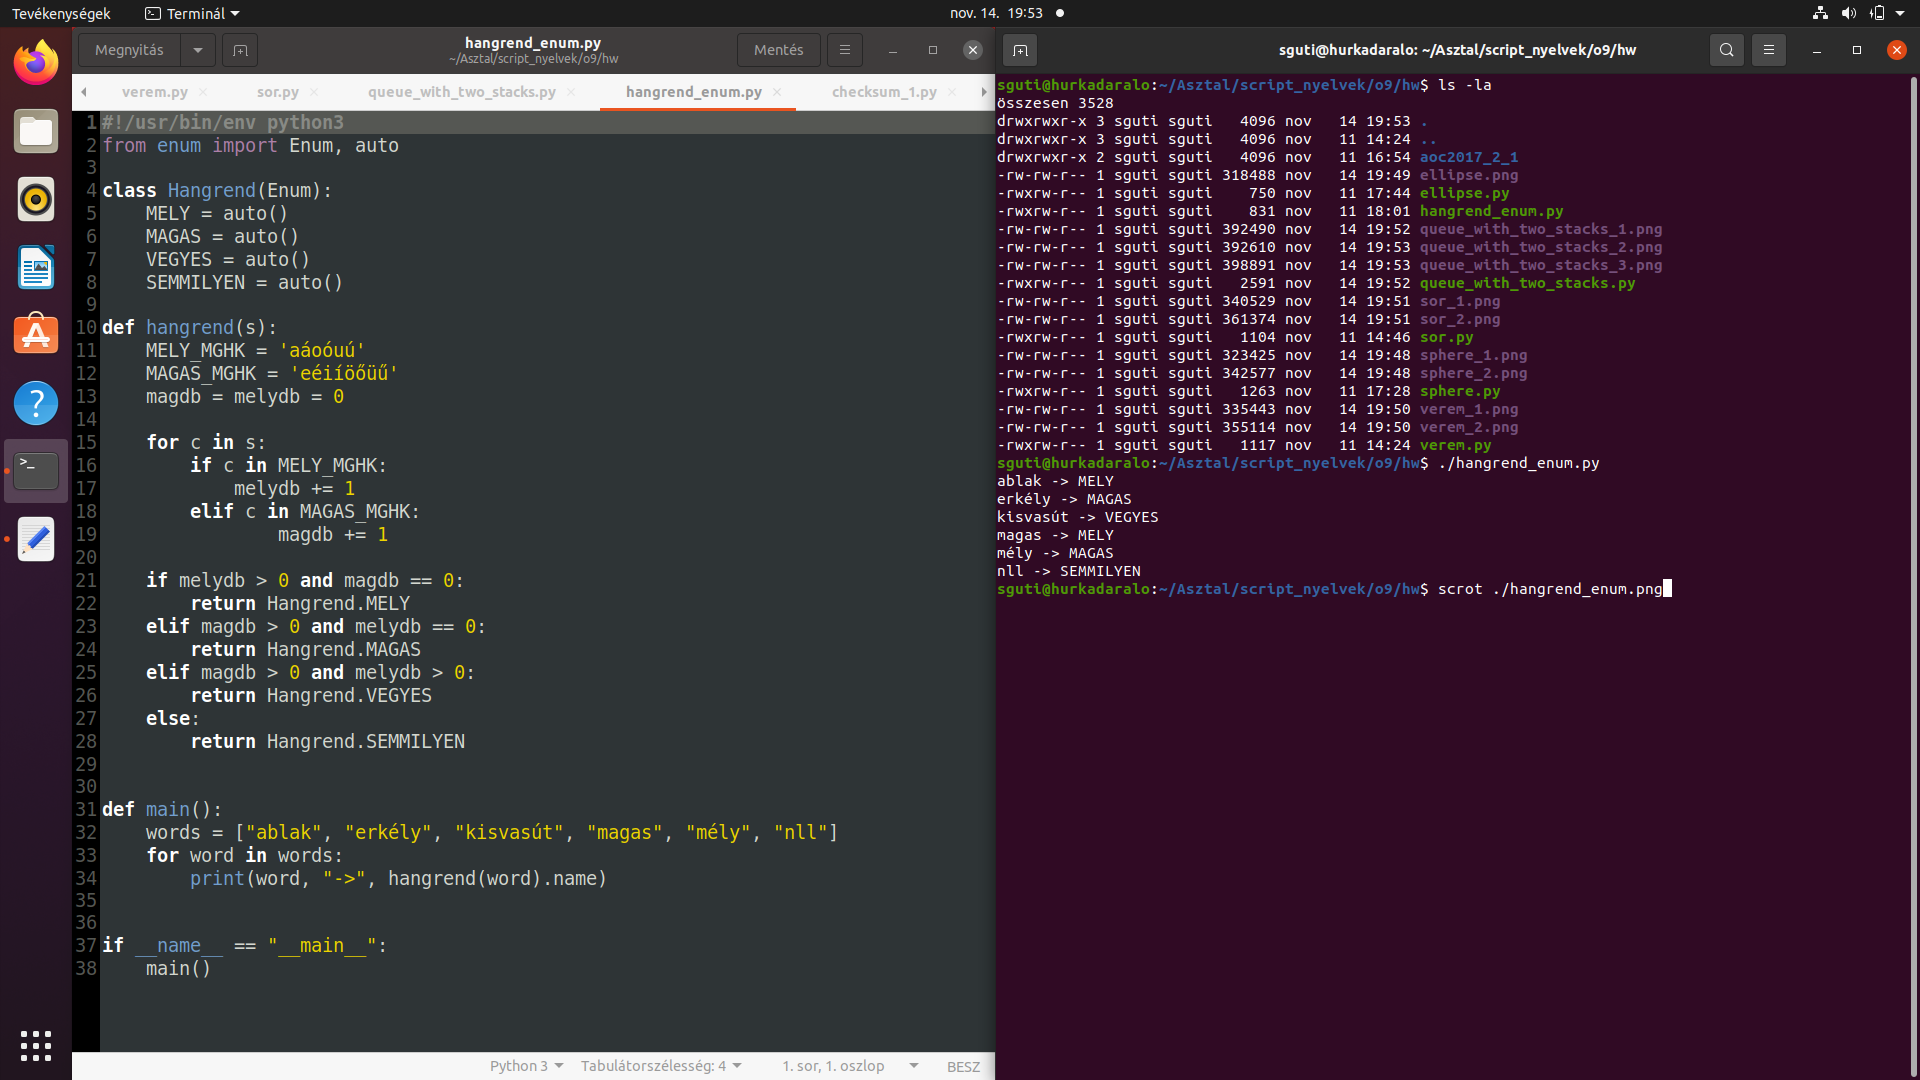 Tevékenységek
Terminál
nov. 14. 19:53
Megnyitás
hangrend_enum.py
~/Asztal/script_nyelvek/o9/hw
Mentés
sguti@hurkadaralo: ~/Asztal/script_nyelvek/o9/hw
verem.py
sor.py
queue_with_two_stacks.py
hangrend_enum.py
checksum_1.py
1 #!/usr/bin/env python3
2 from enum import Enum, auto
3
4 class Hangrend(Enum):
5     MELY = auto()
6     MAGAS = auto()
7     VEGYES = auto()
8     SEMMILYEN = auto()
9
10 def hangrend(s):
11     MELY_MGHK = 'aáoóuú'
12     MAGAS_MGHK = 'eéiíöőüű'
13     magdb = melydb = 0
14
15     for c in s:
16         if c in MELY_MGHK:
17             melydb += 1
18         elif c in MAGAS_MGHK:
19                 magdb += 1
20
21     if melydb > 0 and magdb == 0:
22         return Hangrend.MELY
23     elif magdb > 0 and melydb == 0:
24         return Hangrend.MAGAS
25     elif magdb > 0 and melydb > 0:
26         return Hangrend.VEGYES
27     else:
28         return Hangrend.SEMMILYEN
29
30
31 def main():
32     words = ["ablak", "erkély", "kisvasút", "magas", "mély", "nll"]
33     for word in words:
34         print(word, "->", hangrend(word).name)
35
36
37 if __name__ == "__main__":
38     main()
Python 3
Tabulátorszélesség: 4
1. sor, 1. oszlop
BESZ
sguti@hurkadaralo:~/Asztal/script_nyelvek/o9/hw$ ls -la
összesen 3528
drwxrwxr-x 3 sguti sguti   4096 nov   14 19:53 .
drwxrwxr-x 3 sguti sguti   4096 nov   11 14:24 ..
drwxrwxr-x 2 sguti sguti   4096 nov   11 16:54 aoc2017_2_1
-rw-rw-r-- 1 sguti sguti 318488 nov   14 19:49 ellipse.png
-rwxrw-r-- 1 sguti sguti    750 nov   11 17:44 ellipse.py
-rwxrw-r-- 1 sguti sguti    831 nov   11 18:01 hangrend_enum.py
-rw-rw-r-- 1 sguti sguti 392490 nov   14 19:52 queue_with_two_stacks_1.png
-rw-rw-r-- 1 sguti sguti 392610 nov   14 19:53 queue_with_two_stacks_2.png
-rw-rw-r-- 1 sguti sguti 398891 nov   14 19:53 queue_with_two_stacks_3.png
-rwxrw-r-- 1 sguti sguti   2591 nov   14 19:52 queue_with_two_stacks.py
-rw-rw-r-- 1 sguti sguti 340529 nov   14 19:51 sor_1.png
-rw-rw-r-- 1 sguti sguti 361374 nov   14 19:51 sor_2.png
-rwxrw-r-- 1 sguti sguti   1104 nov   11 14:46 sor.py
-rw-rw-r-- 1 sguti sguti 323425 nov   14 19:48 sphere_1.png
-rw-rw-r-- 1 sguti sguti 342577 nov   14 19:48 sphere_2.png
-rwxrw-r-- 1 sguti sguti   1263 nov   11 17:28 sphere.py
-rw-rw-r-- 1 sguti sguti 335443 nov   14 19:50 verem_1.png
-rw-rw-r-- 1 sguti sguti 355114 nov   14 19:50 verem_2.png
-rwxrw-r-- 1 sguti sguti   1117 nov   11 14:24 verem.py
sguti@hurkadaralo:~/Asztal/script_nyelvek/o9/hw$ ./hangrend_enum.py
ablak -> MELY
erkély -> MAGAS
kisvasút -> VEGYES
magas -> MELY
mély -> MAGAS
nll -> SEMMILYEN
sguti@hurkadaralo:~/Asztal/script_nyelvek/o9/hw$ scrot ./hangrend_enum.png